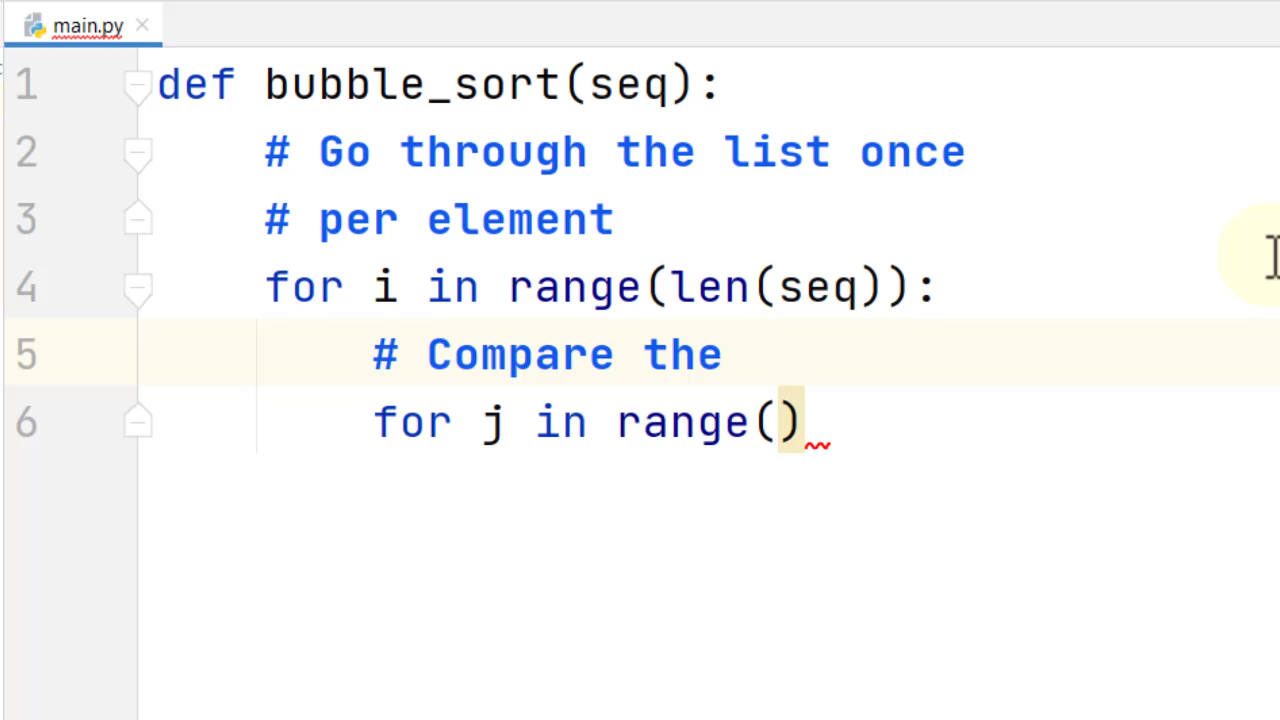 main.py
1 def bubble_sort(seq):
2 # Go through the list once
3 # per element
4 for i in range(len(seq)):
5 # Compare the
6 for j in range()